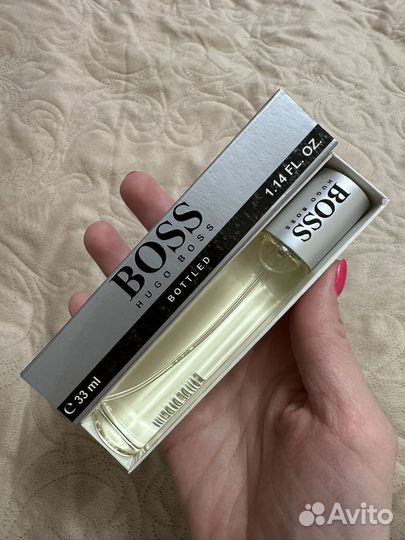 BOSS
HUGO BOSS
BOTTLED
1.14 FL. OZ.
℮ 33 ml
BOSS
HUGO BOSS
Avito